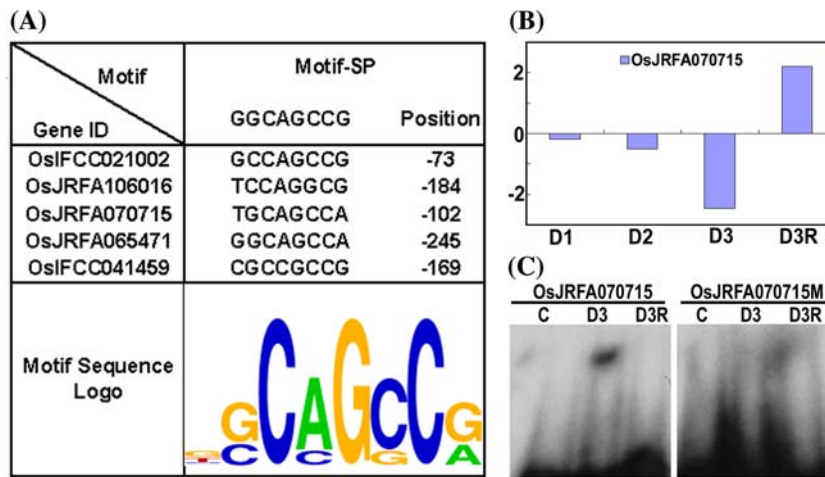 (A)
Motif
Gene ID
Motif-SP
GGCAGCCG Position
OsIFCC021002 GCCAGCCG -73
OsJRFA106016 TCCAGGCG -184
OsJRFA070715 TGCAGCCA -102
OsJRFA065471 GGCAGCCA -245
OsIFCC041459 CGCCGCCG -169
Motif Sequence
Logo
GCAGCCG
CCGA
(B)
OsJRFA070715
2
0
-2
D1 D2 D3 D3R
(C)
OsJRFA070715 OsJRFA070715M
C D3 D3R C D3 D3R